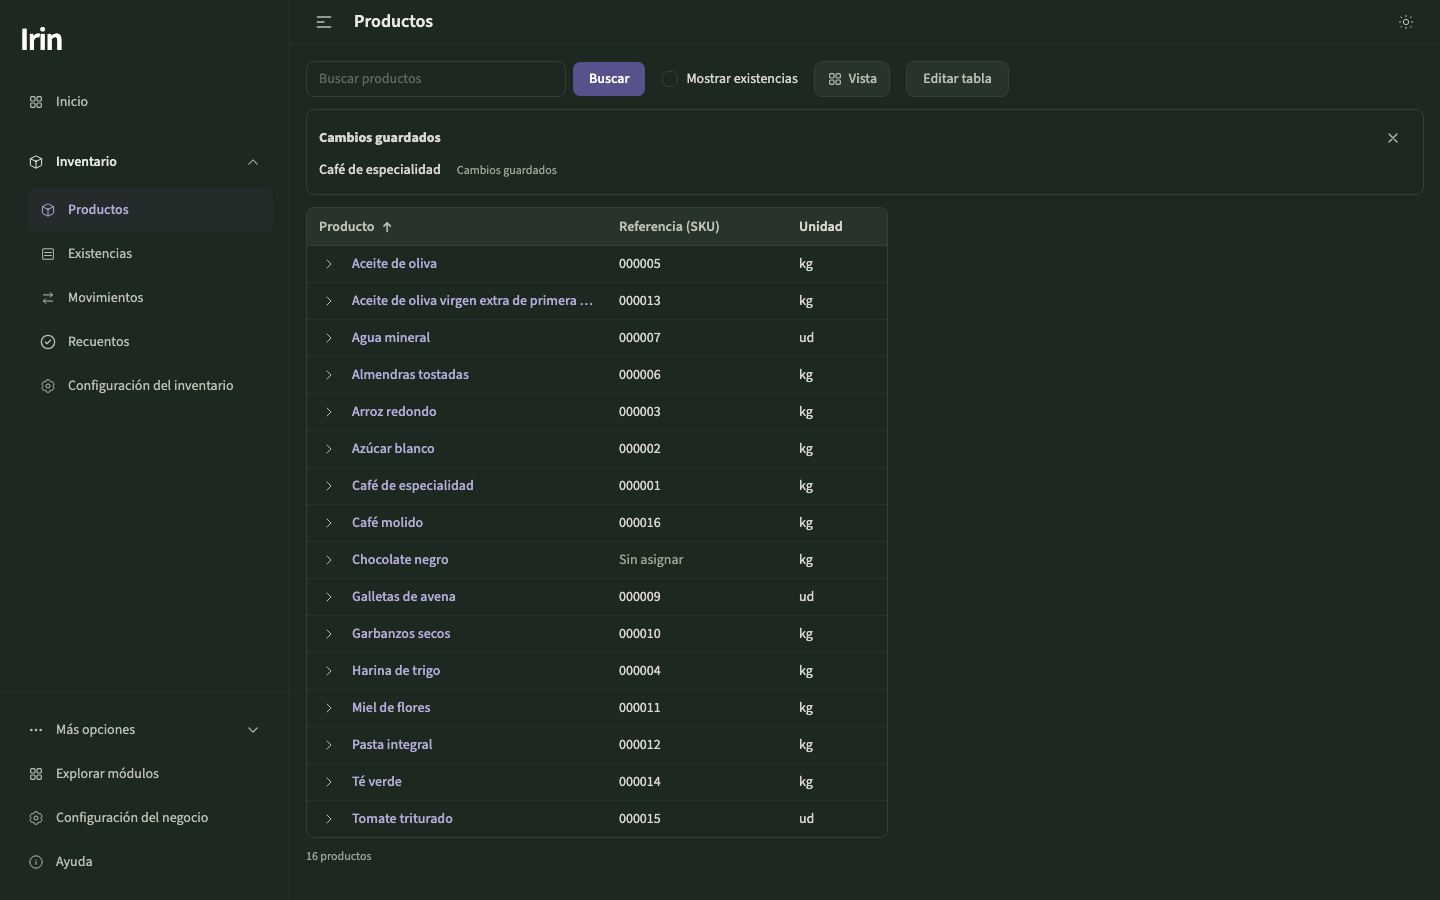 Irin
Productos
Inicio
Inventario
Productos
Existencias
Movimientos
Recuentos
Configuración del inventario
Más opciones
Explorar módulos
Configuración del negocio
Ayuda
Buscar productos Buscar Mostrar existencias Vista Editar tabla
Cambios guardados
Café de especialidad Cambios guardados
Producto Referencia (SKU) Unidad
Aceite de oliva 000005 kg
Aceite de oliva virgen extra de primera ... 000013 kg
Agua mineral 000007 ud
Almendras tostadas 000006 kg
Arroz redondo 000003 kg
Azúcar blanco 000002 kg
Café de especialidad 000001 kg
Café molido 000016 kg
Chocolate negro Sin asignar kg
Galletas de avena 000009 ud
Garbanzos secos 000010 kg
Harina de trigo 000004 kg
Miel de flores 000011 kg
Pasta integral 000012 kg
Té verde 000014 kg
Tomate triturado 000015 ud
16 productos